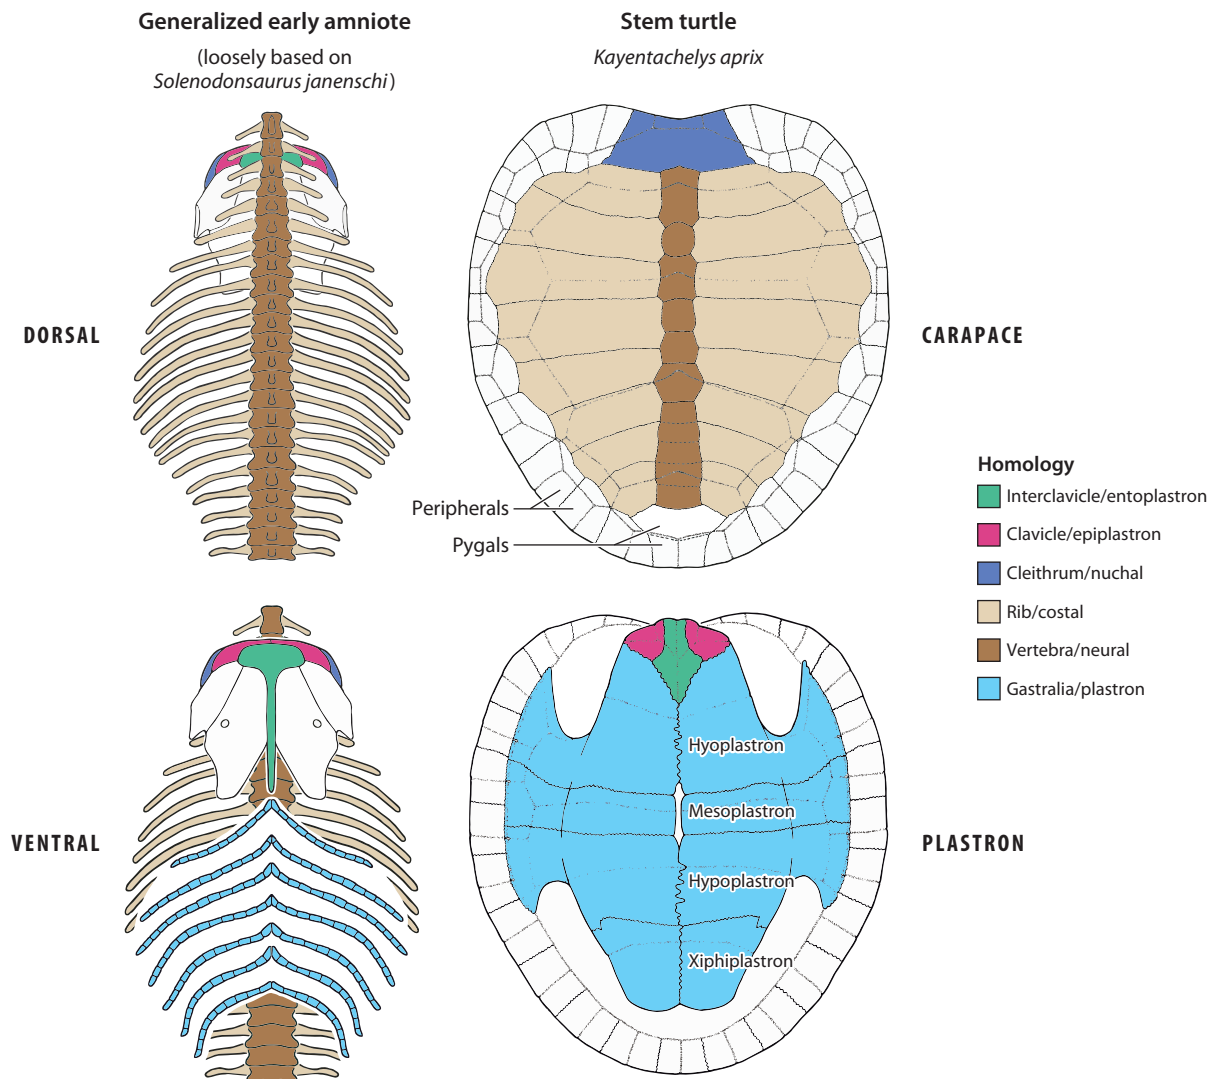 Generalized early amniote
(loosely based on
Solenodonsaurus janenschi)
Stem turtle
Kayentachelys aprix
DORSAL
CARAPACE
Peripherals
Pygals
Homology
Interclavicle/entoplastron
Clavicle/epiplastron
Cleithrum/nuchal
Rib/costal
Vertebra/neural
Gastralia/plastron
VENTRAL
Hyoplastron
Mesoplastron
Hypoplastron
Xiphiplastron
PLASTRON